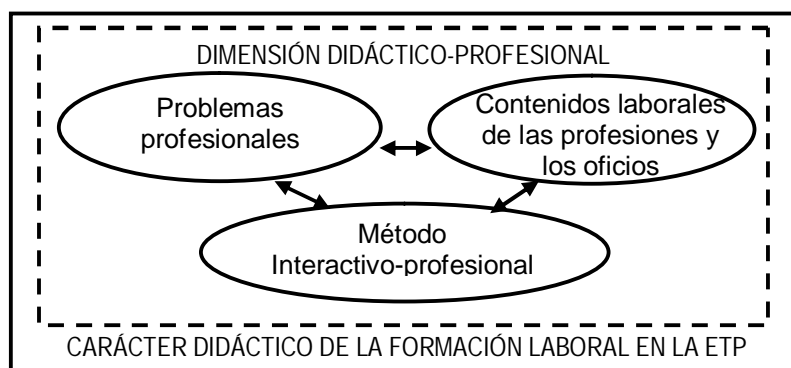 DIMENSIÓN DIDÁCTICO-PROFESIONAL
Problemas
profesionales
Contenidos laborales
de las profesiones y
los oficios
Método
Interactivo-profesional
CARÁCTER DIDÁCTICO DE LA FORMACIÓN LABORAL EN LA ETP